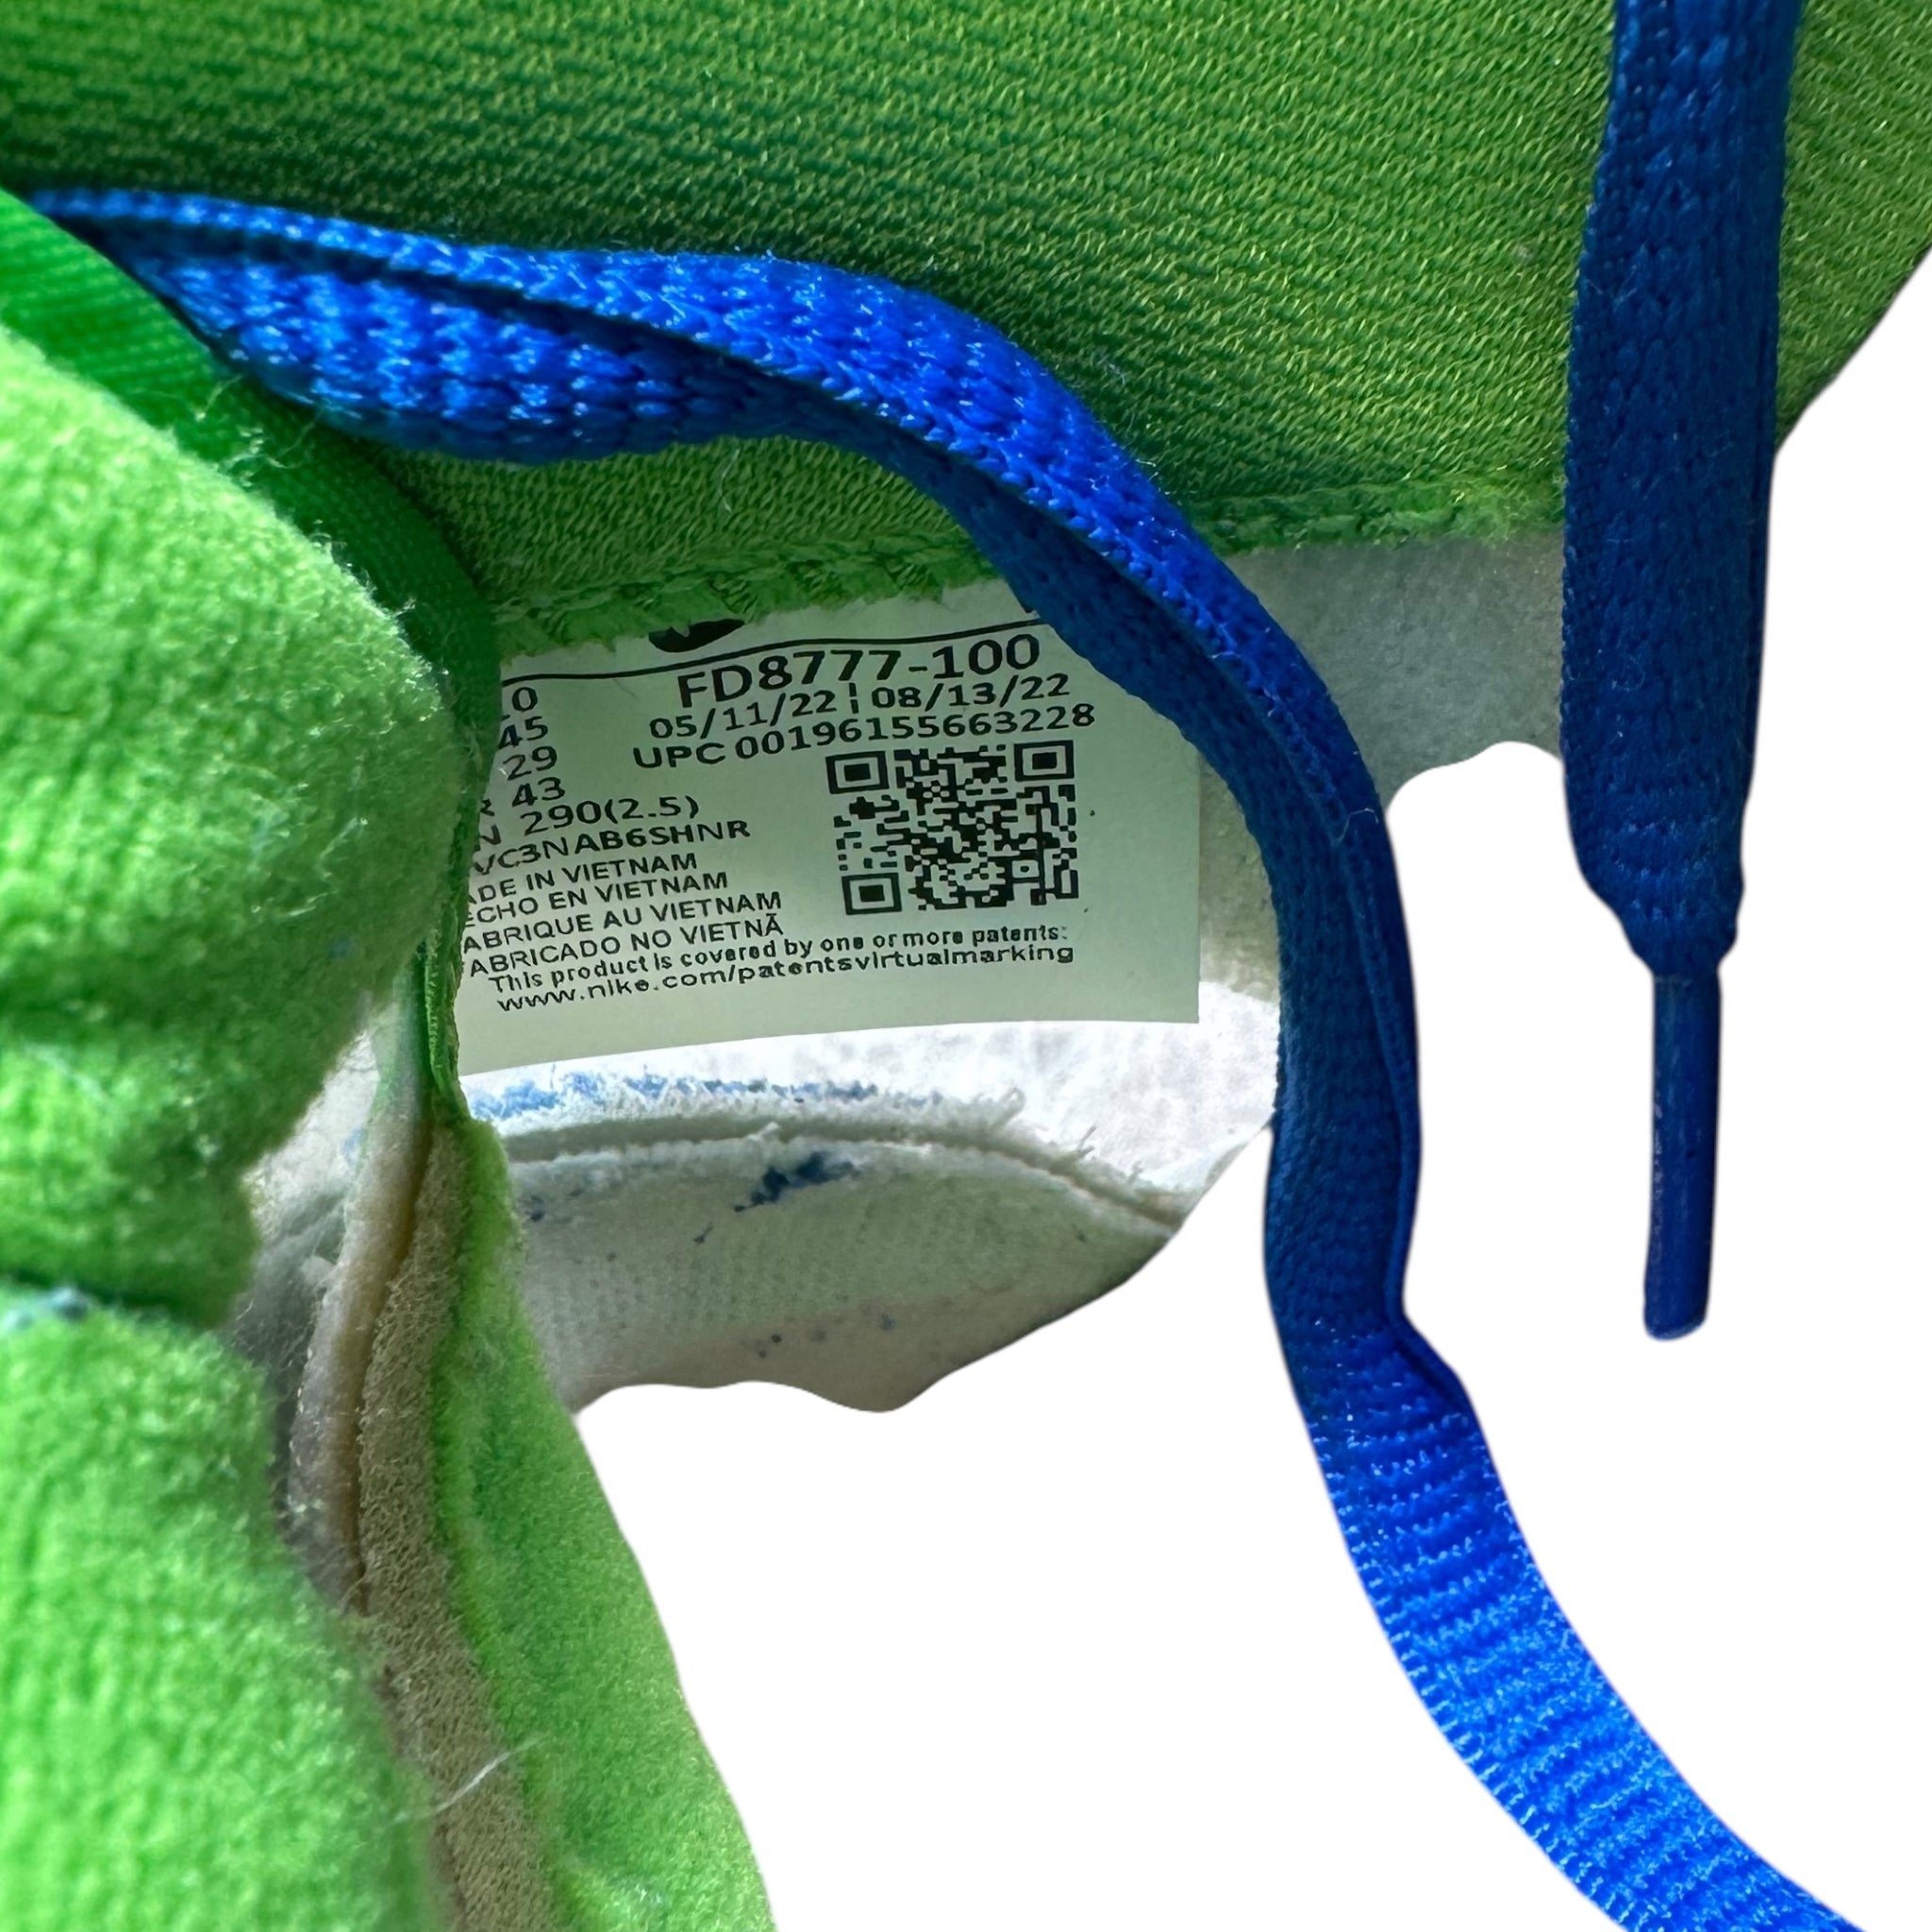 FD8777-100
0
05/11/22 ¦ 08/13/22
45
UPC 00196155663228
29
43
290(2.5)
VC3NAB6SHNR
ADE IN VIETNAM
ECHO EN VIETNAM
ABRIQUE AU VIETNAM
ABRICADO NO VIETNÃ
This product is covered by one or more patents:
www.nike.com/patentsvirtualmarking